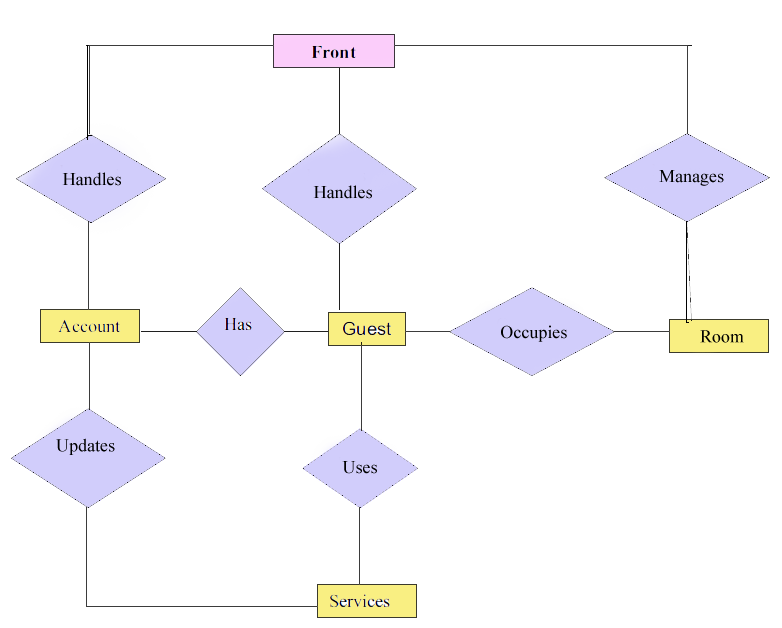 Front
Handles
Handles
Manages
Account
Has
Guest
Occupies
Room
Updates
Uses
Services